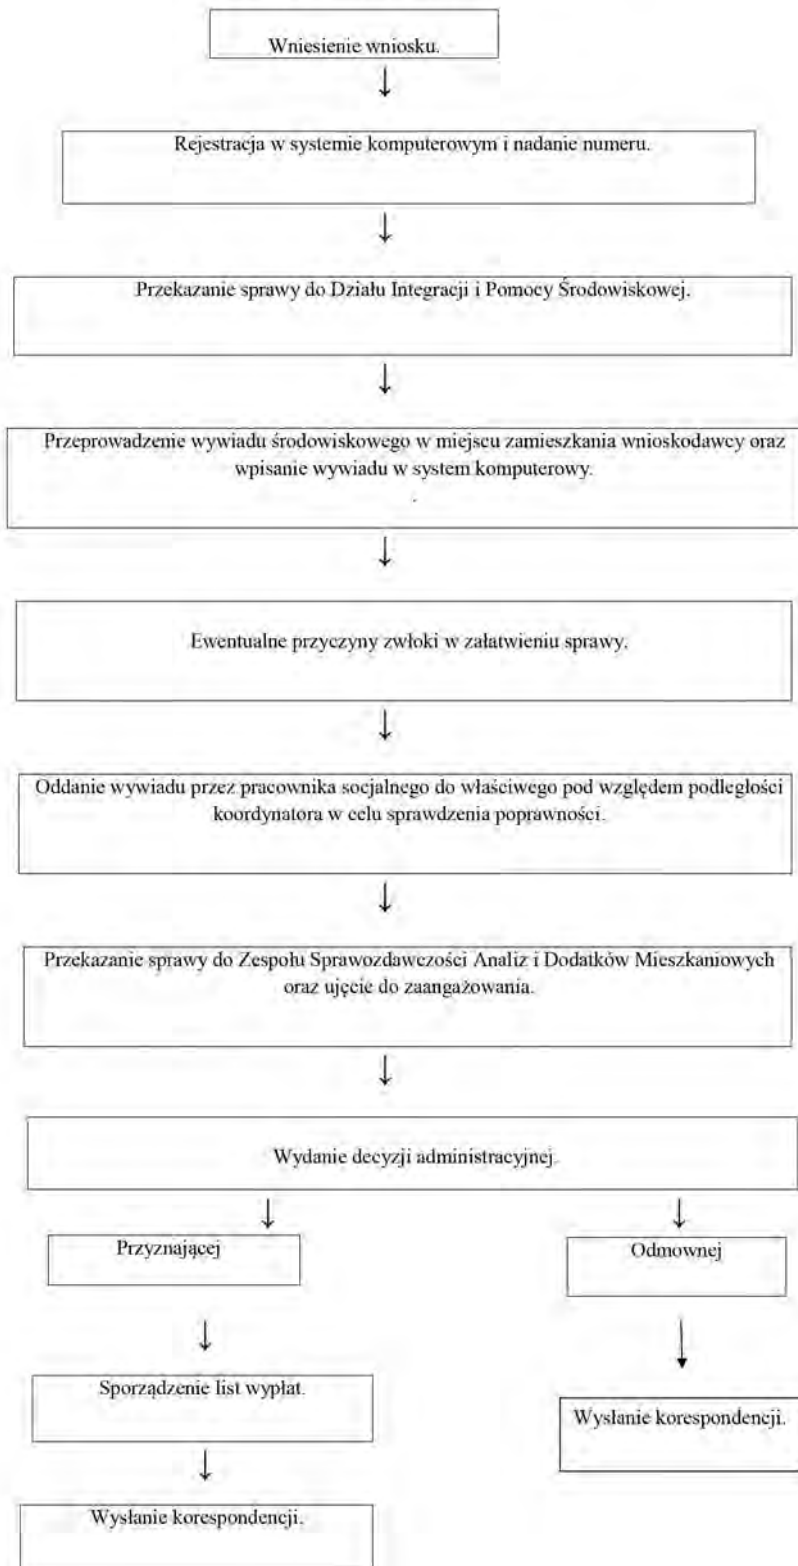 Wniesienie wniosku.
Rejestracja w systemie komputerowym i nadanie numeru.
Przekazanie sprawy do Działu Integracji i Pomocy Środowiskowej.
Przeprowadzenie wywiadu środowiskowego w miejscu zamieszkania wnioskodawcy oraz
wpisanie wywiadu w system komputerowy.
.
Ewentualne przyczyny zwłoki w załatwieniu sprawy.
Oddanie wywiadu przez pracownika socjalnego do właściwego pod względem podległości
koordynatora w celu sprawdzenia poprawności.
Przekazanie sprawy do Zespołu Sprawozdawczości Analiz i Dodatków Mieszkaniowych
oraz ujęcie do zaangażowania.
Wydanie decyzji administracyjnej.
Przyznającej
Odmownej
Sporządzenie list wypłat.
Wysłanie korespondencji.
Wysłanie korespondencji.